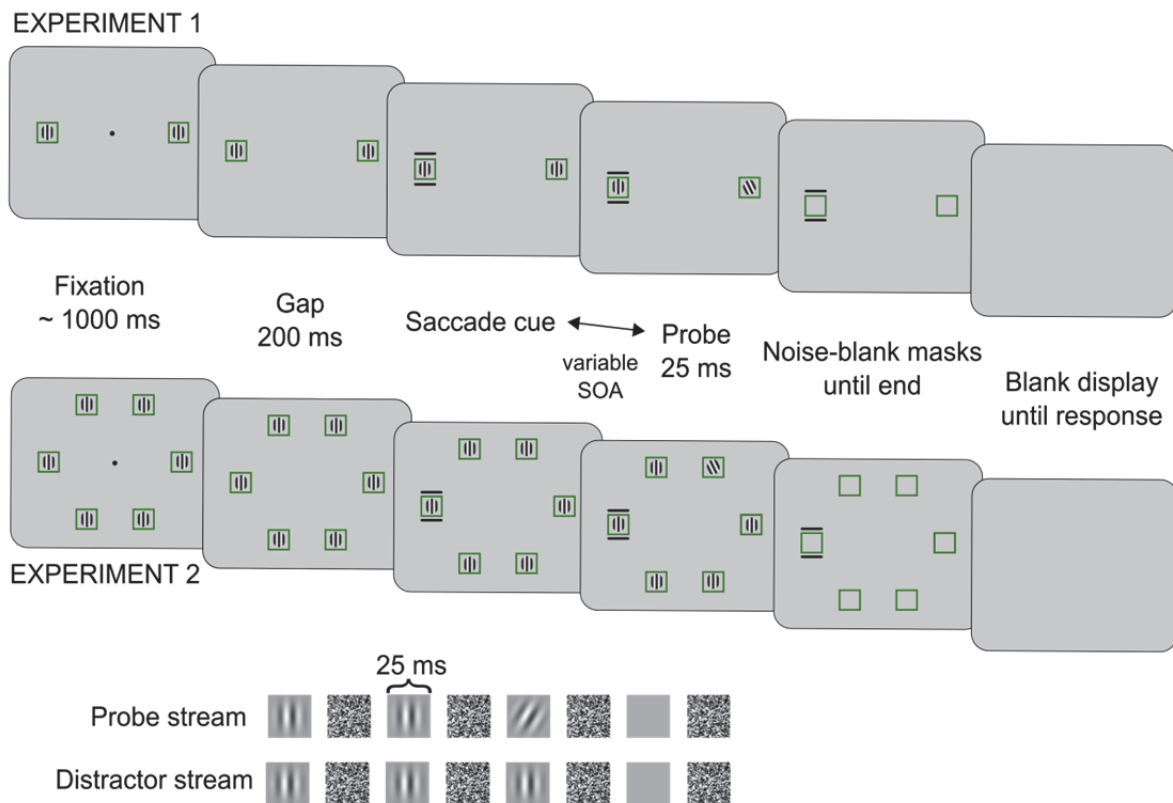 EXPERIMENT 1
Fixation
~ 1000 ms
Gap
200 ms
Saccade cue
variable
SOA
Probe
25 ms
Noise-blank masks
until end
Blank display
until response
EXPERIMENT 2
25 ms
Probe stream
Distractor stream